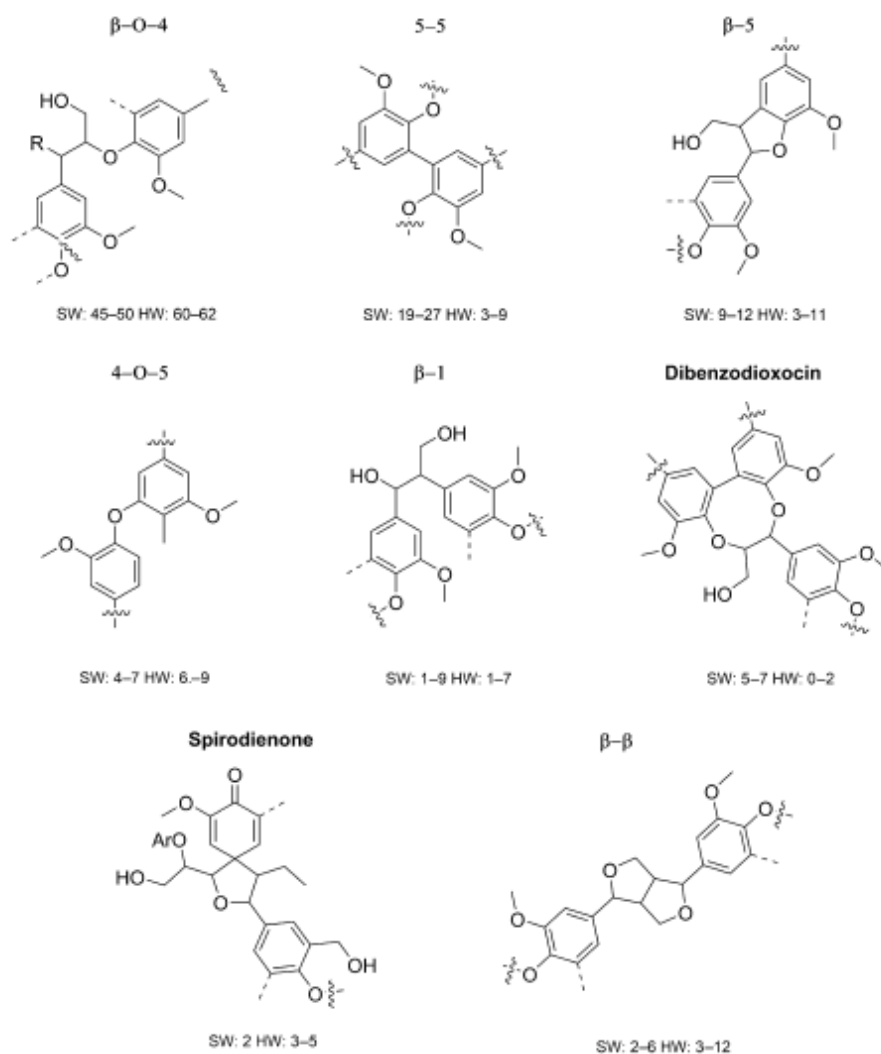 β–O–4 5–5 β–5
HO R O O O O
O O O O
HO O O O O
SW: 45–50 HW: 60–62 SW: 19–27 HW: 3–9 SW: 9–12 HW: 3–11
4–O–5 β–1 Dibenzodioxocin
O O O
HO OH O O O O
O O O O HO O O
SW: 4–7 HW: 6.–9 SW: 1–9 HW: 1–7 SW: 5–7 HW: 0–2
Spirodienone β–β
O O ArO HO O OH O
O O O O O O
SW: 2 HW: 3–5 SW: 2–6 HW: 3–12